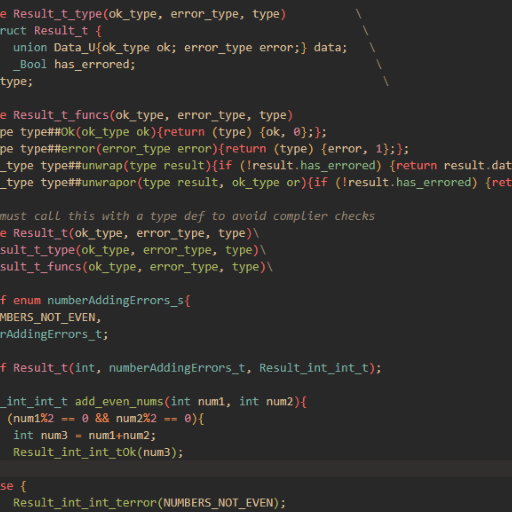 e Result_t_type(ok_type, error_type, type) \
ruct Result_t { \
union Data_U{ok_type ok; error_type error;} data; \
_Bool has_errored; \
type; \
e Result_t_funcs(ok_type, error_type, type)
pe type##Ok(ok_type ok){return (type) {ok, 0};};
pe type##error(error_type error){return (type) {error, 1};};
_type type##unwrap(type result){if (!result.has_errored) {return result.dat
_type type##unwrapor(type result, ok_type or){if (!result.has_errored) {ret
must call this with a type def to avoid complier checks
e Result_t(ok_type, error_type, type)\
sult_t_type(ok_type, error_type, type)\
sult_t_funcs(ok_type, error_type, type)\
f enum numberAddingErrors_s{
MBERS_NOT_EVEN,
rAddingErrors_t;
f Result_t(int, numberAddingErrors_t, Result_int_int_t);
_int_int_t add_even_nums(int num1, int num2){
(num1%2 == 0 && num2%2 == 0){
int num3 = num1+num2;
Result_int_int_tOk(num3);
se {
Result_int_int_terror(NUMBERS_NOT_EVEN);